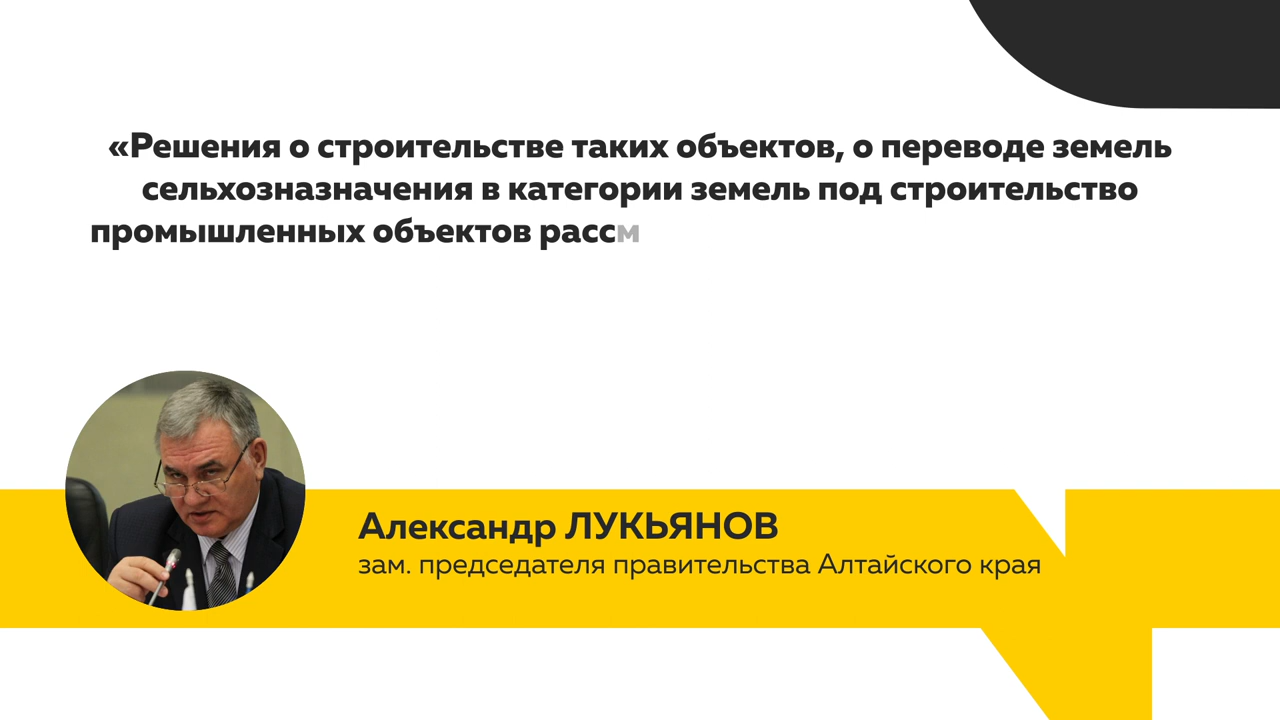 «Решения о строительстве таких объектов, о переводе земель
сельхозназначения в категории земель под строительство
промышленных объектов рассм
Александр ЛУКЬЯНОВ
зам. председателя правительства Алтайского края